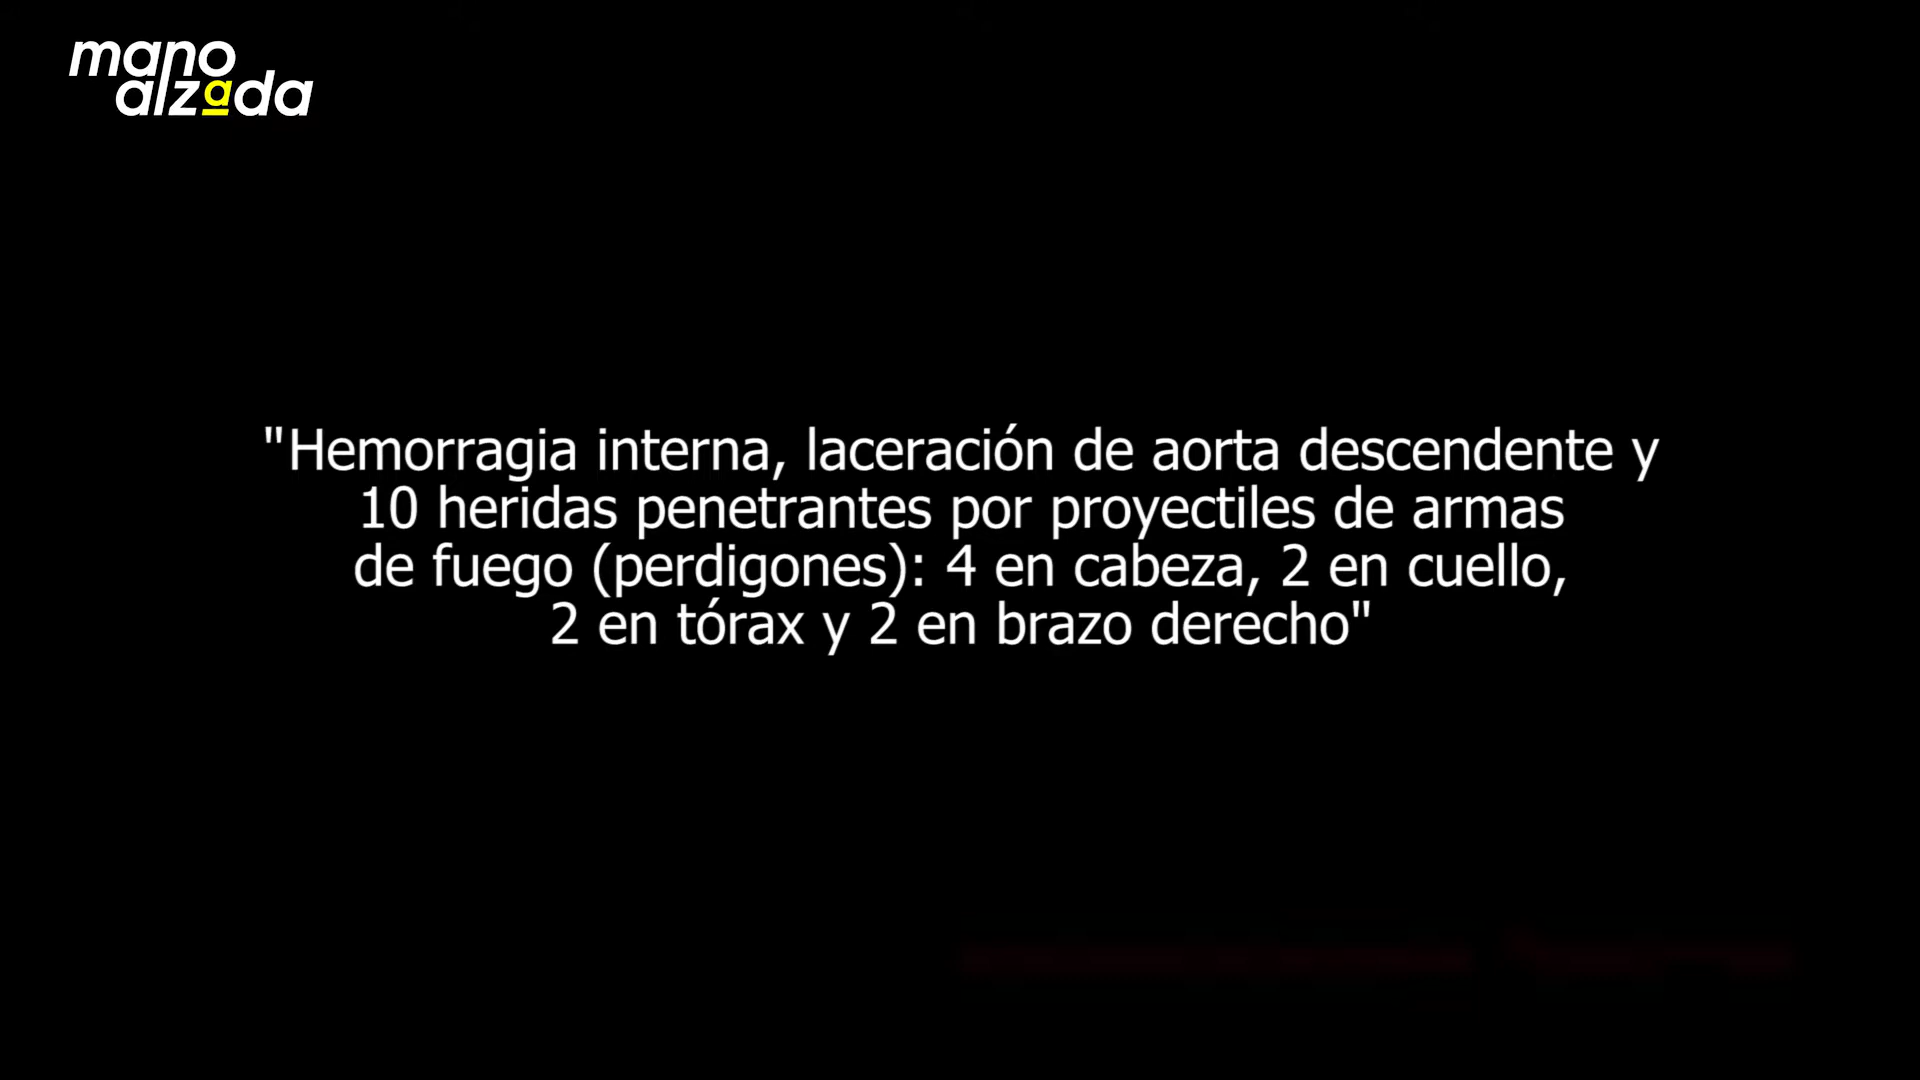 mano
alzada
"Hemorragia interna, laceración de aorta descendente y
10 heridas penetrantes por proyectiles de armas
de fuego (perdigones): 4 en cabeza, 2 en cuello,
2 en tórax y 2 en brazo derecho"